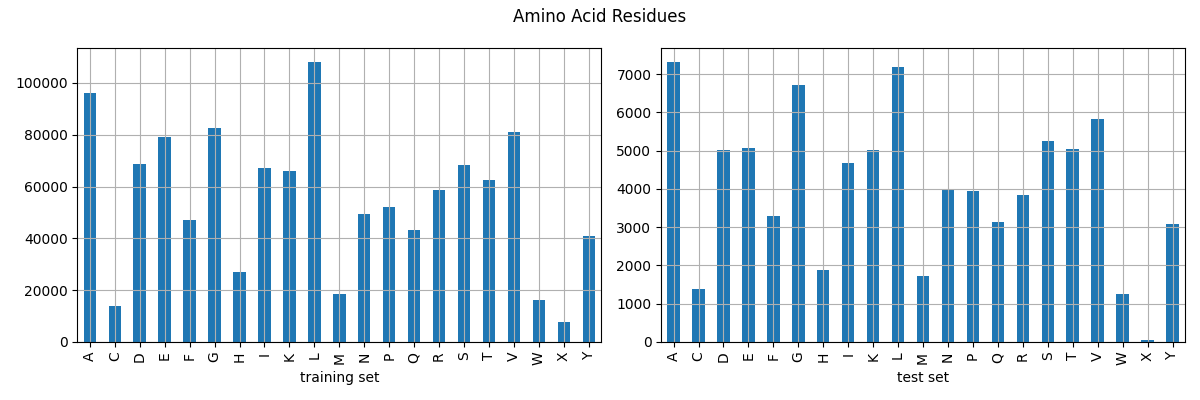 Amino Acid Residues
100000
80000
60000
40000
20000
0
A C D E F G H I K L M N P Q R S T V W X Y
training set
7000
6000
5000
4000
3000
2000
1000
0
A C D E F G H I K L M N P Q R S T V W X Y
test set